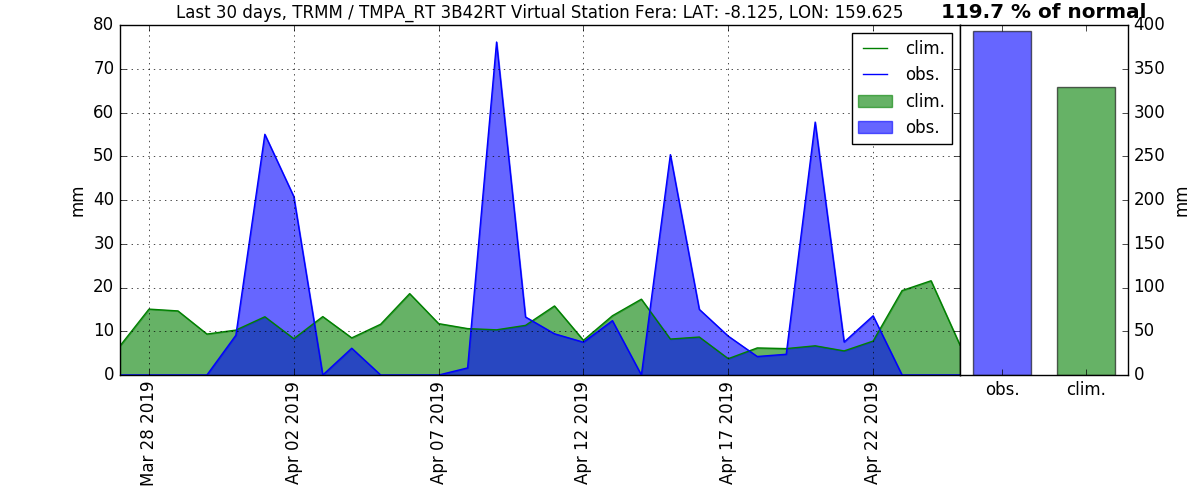 Last 30 days, TRMM / TMPA_RT 3B42RT Virtual Station Fera: LAT: -8.125, LON: 159.625
119.7 % of normal
80
70
60
50
40
30
20
10
0
mm
clim.
obs.
clim.
obs.
400
350
300
250
200
150
100
50
0
mm
Mar 28 2019
Apr 02 2019
Apr 07 2019
Apr 12 2019
Apr 17 2019
Apr 22 2019
obs.
clim.